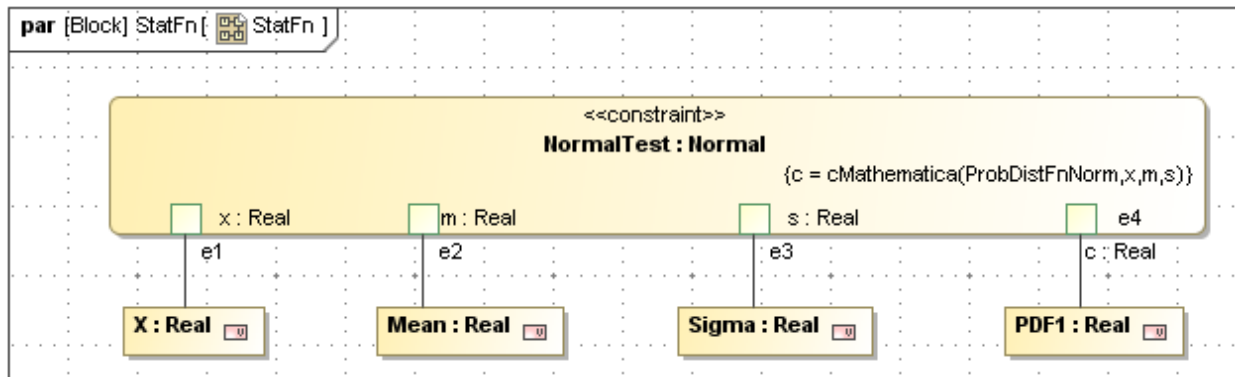 par [Block] StatFn [ StatFn ]
<<constraint>>
NormalTest : Normal
{c = cMathematica(ProbDistFnNorm,x,m,s)}
x : Real m : Real s : Real e4
e1 e2 e3 c : Real
X : Real Mean : Real Sigma : Real PDF1 : Real